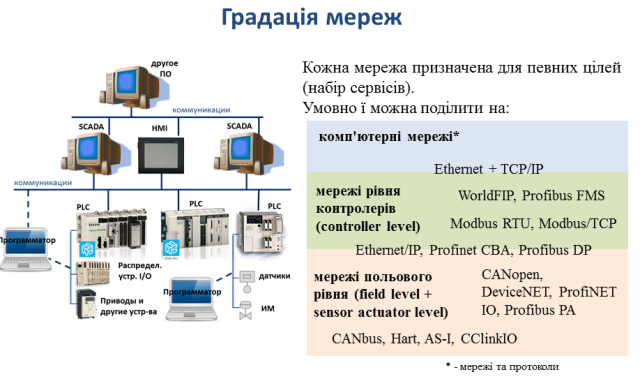 Градація мереж
другое
ПО
коммуникации
SCADA
HMI
SCADA
коммуникации
PLC
PLC
PLC
Программатор
Распредел.
устр. I/O
Программатор
датчики
Приводы и
другие устр-ва
ИМ
Кожна мережа призначена для певних цілей
(набір сервісів).
Умовно її можна поділити на:
комп'ютерні мережі*
Ethernet + TCP/IP
мережі рівня
контролерів
(controller level)
WorldFIP, Profibus FMS
Modbus RTU, Modbus/TCP
Ethernet/IP, Profinet CBA, Profibus DP
мережі польового
рівня (field level +
sensor actuator level)
CANopen,
DeviceNET, ProfiNET
IO, Profibus PA
CANbus, Hart, AS-I, CClinkIO
* - мережі та протоколи